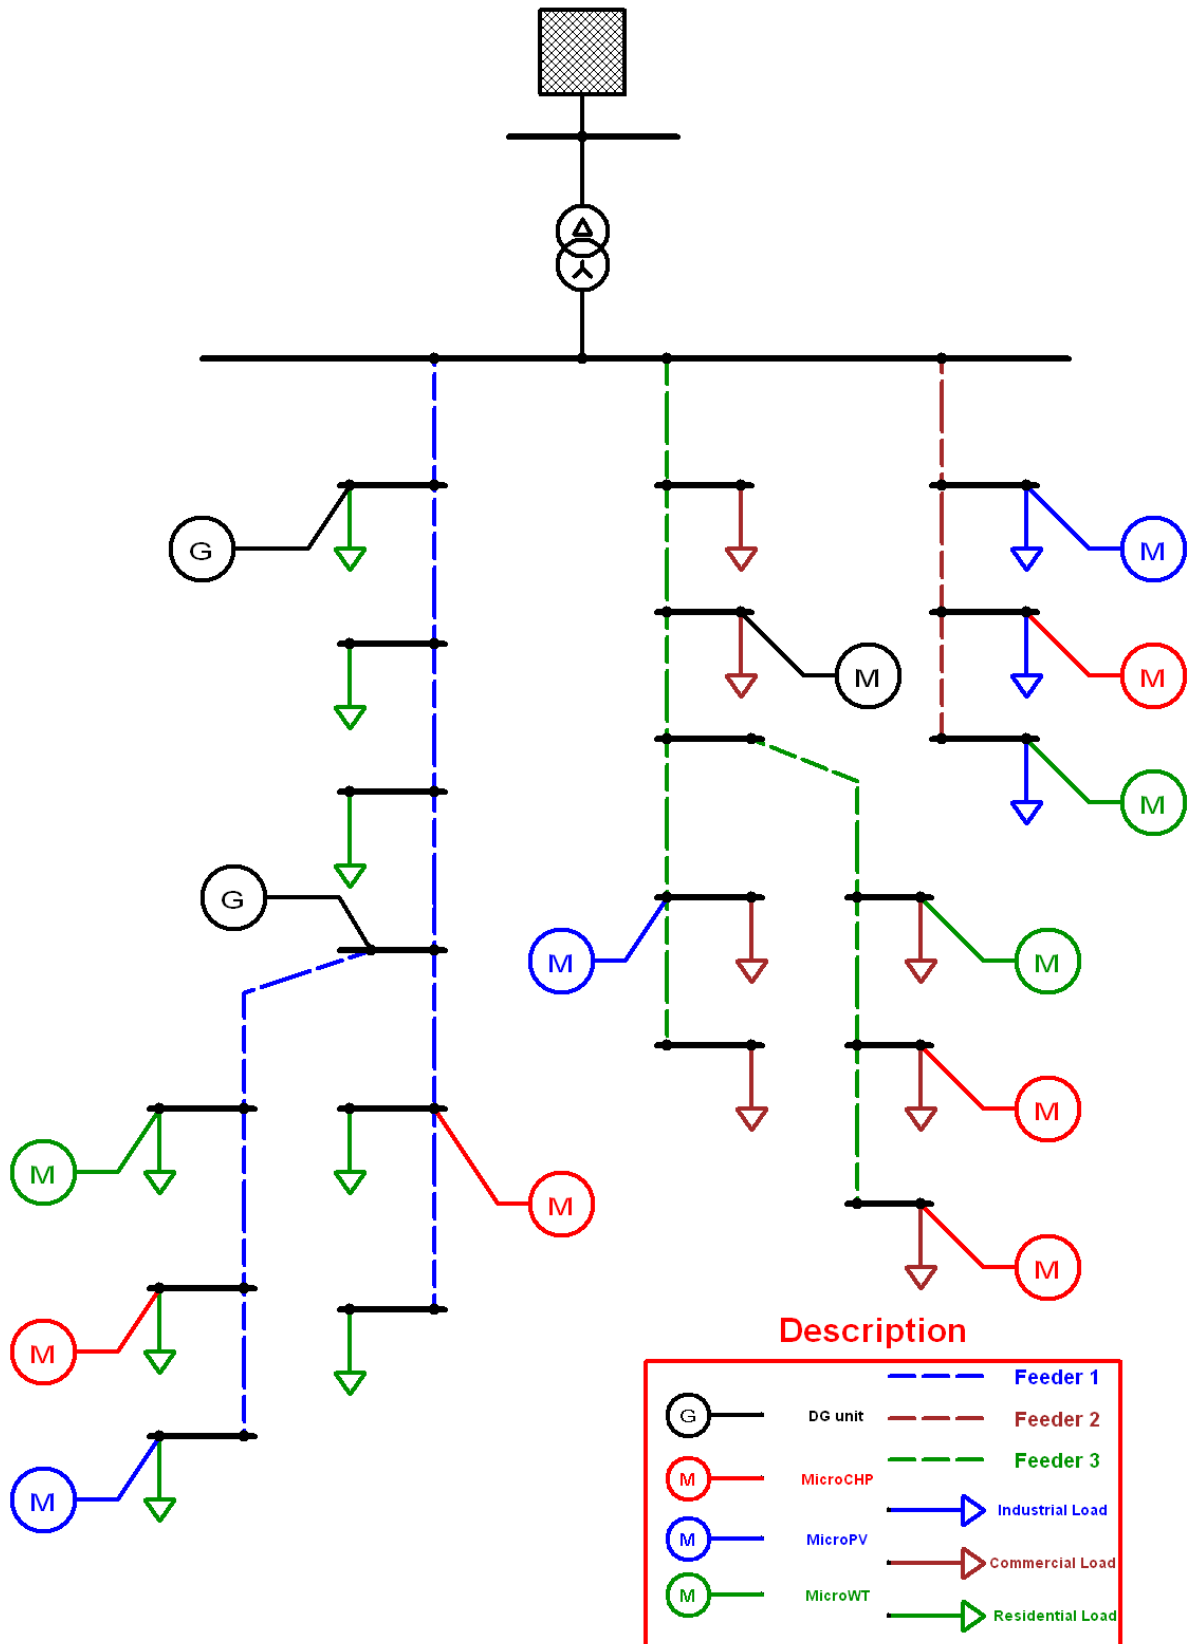 G
M
M
M
M
G
M
M
M
M
M
M
M
M
Description
Feeder 1
G DG unit
Feeder 2
Feeder 3
M MicroCHP
Industrial Load
M MicroPV
Commercial Load
M MicroWT
Residential Load